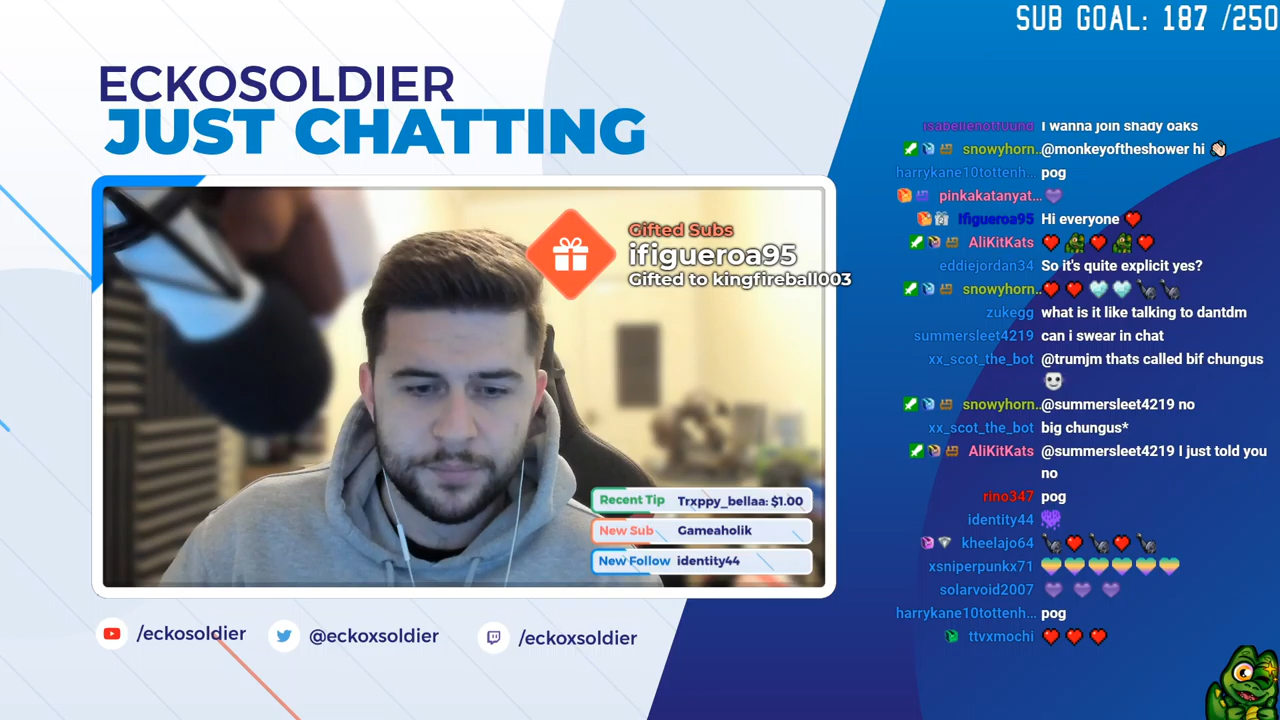 SUB GOAL: 187 /250
ECKOSOLDIER
JUST CHATTING
Gifted Subs
ifigueroa95
Gifted to kingfireball003
Recent Tip Trxppy_bellaa: $1.00
New Sub Gameaholik
New Follow identity44
/eckosoldier @eckoxsoldier /eckoxsoldier
isabellenotfound I wanna join shady oaks
snowyhorn.. @monkeyoftheshower hi
harrykane10tottenh... pog
pinkakatanyat...
Ifigueroa95 Hi everyone
AliKitKats
eddiejordan34 So it's quite explicit yes?
snowyhorn..
zukegg what is it like talking to dantdm
summersleet4219 can i swear in chat
xx_scot_the_bot @trumjm thats called bif chungus
snowyhorn.. @summersleet4219 no
xx_scot_the_bot big chungus*
AliKitKats @summersleet4219 I just told you
no
rino347 pog
identity44
kheelajo64
xsniperpunkx71
solarvoid2007
harrykane10tottenh... pog
ttvxmochi